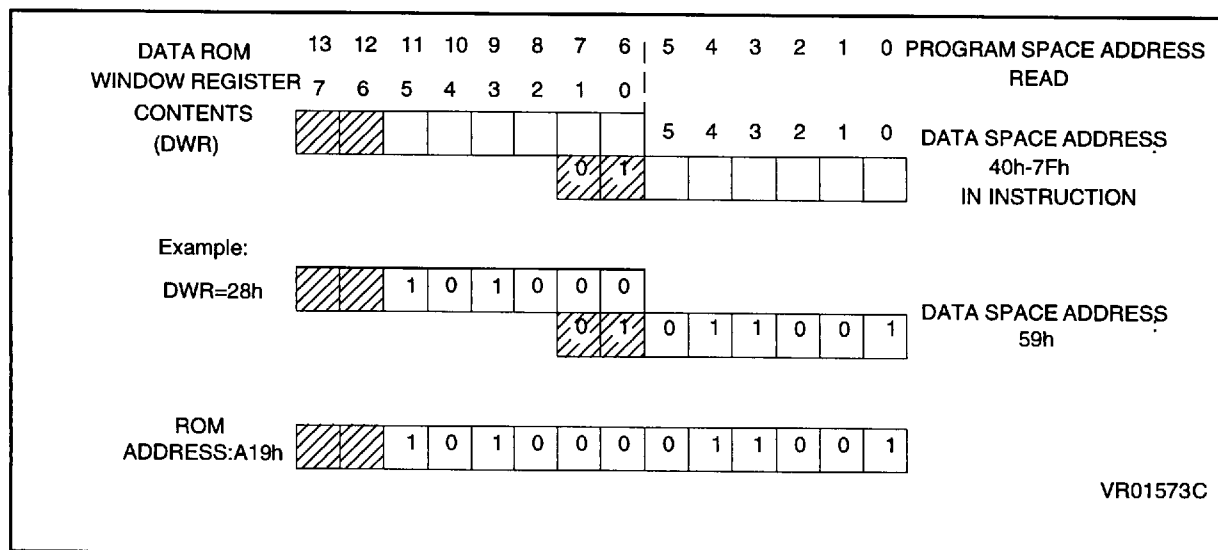 DATA ROM 13 12 11 10 9 8 7 6 5 4 3 2 1 0 PROGRAM SPACE ADDRESS
READ
WINDOW REGISTER 7 6 5 4 3 2 1 0
CONTENTS
(DWR)
5 4 3 2 1 0 DATA SPACE ADDRESS
0 1 40h-7Fh
IN INSTRUCTION
Example:
DWR=28h 1 0 1 0 0 0
0 1 0 1 1 0 0 1 DATA SPACE ADDRESS
59h
ROM
ADDRESS:A19h 1 0 1 0 0 0 0 1 1 0 0 1
VR01573C